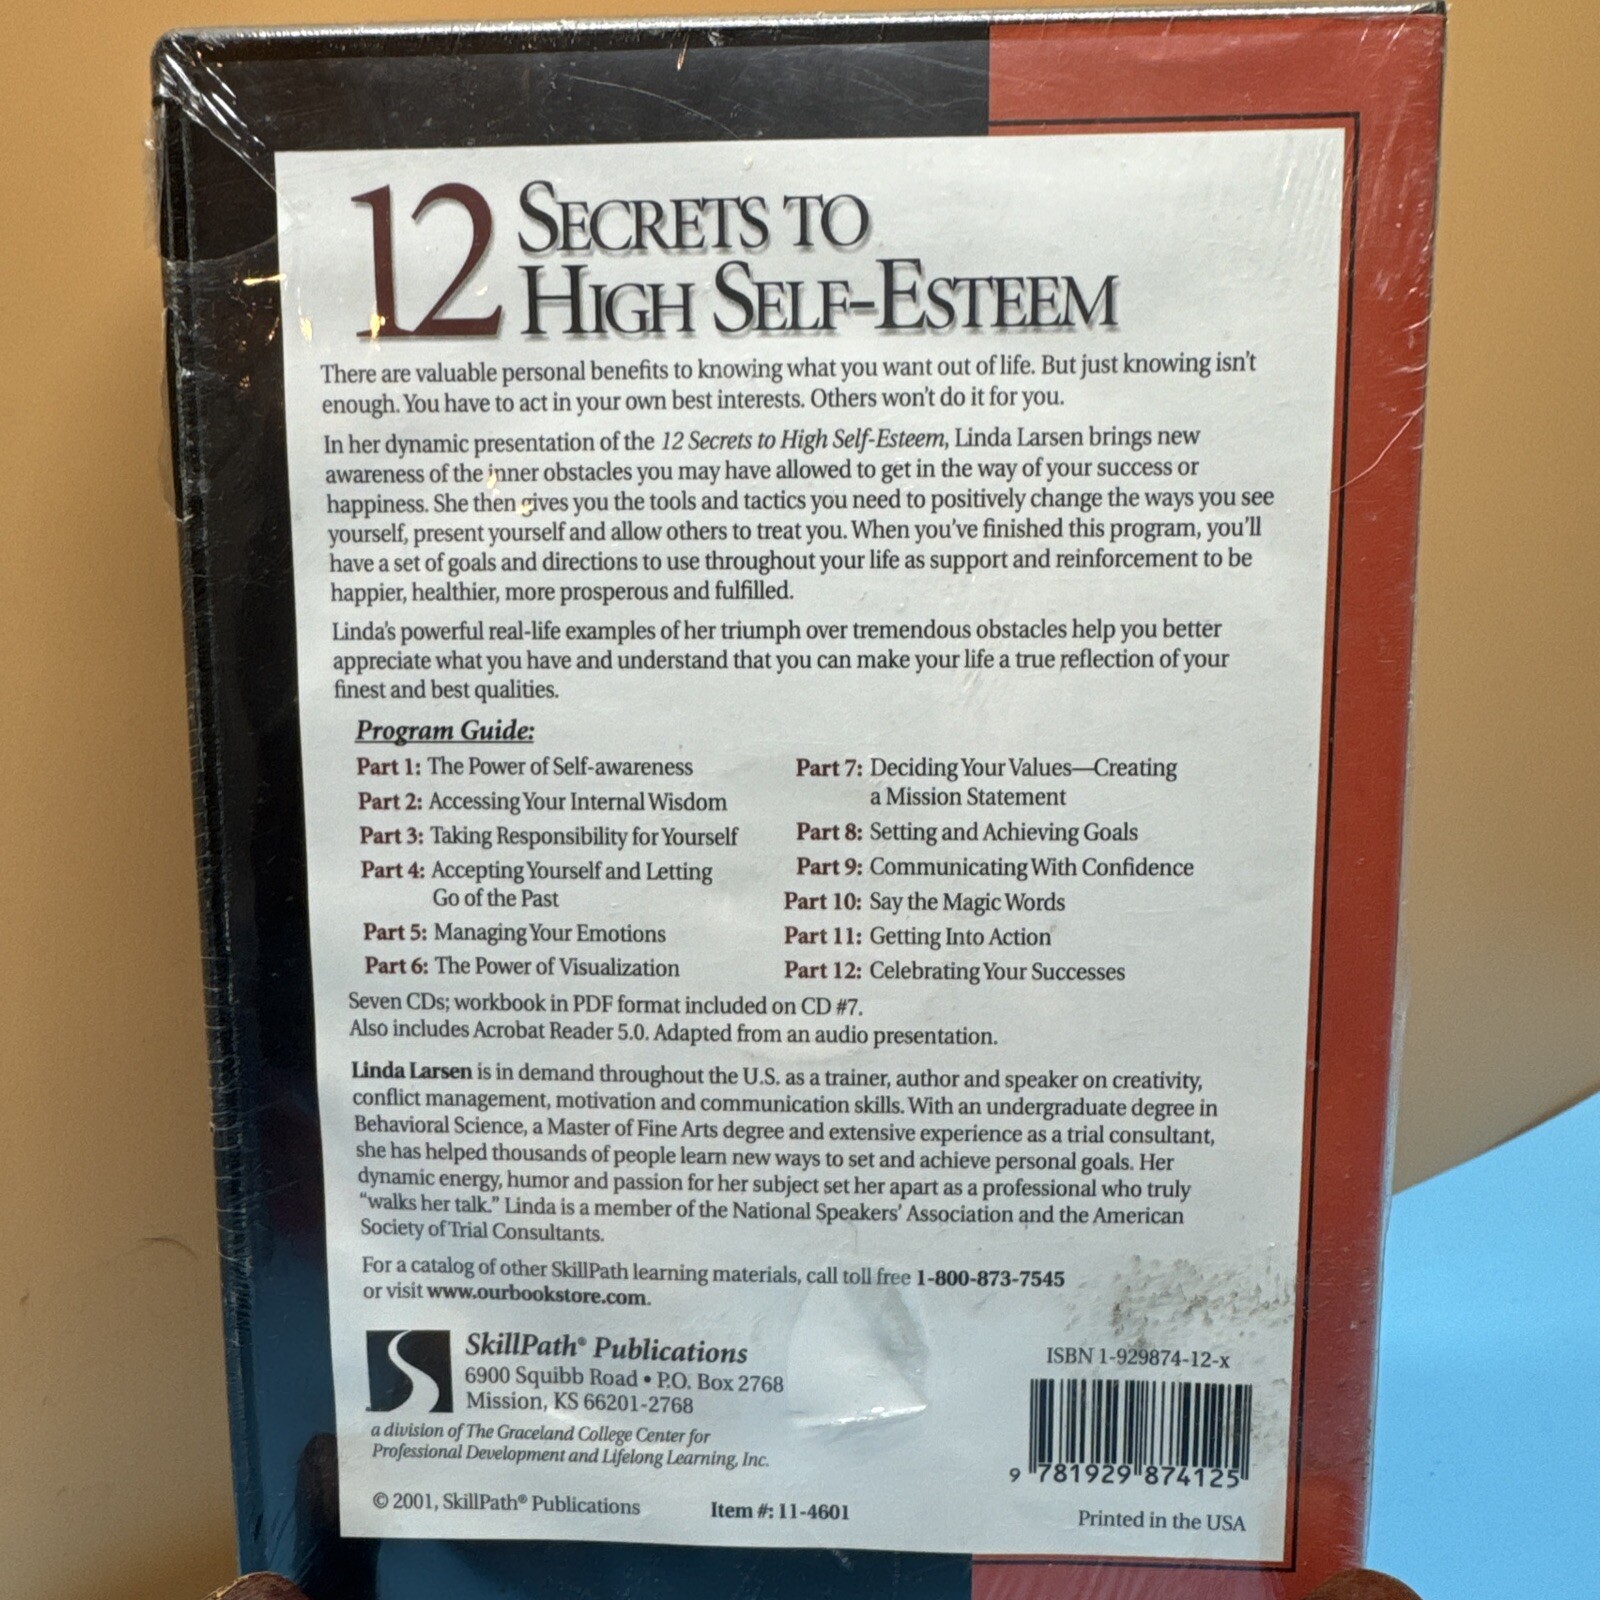 12 SECRETS TO
HIGH SELF-ESTEEM
There are valuable personal benefits to knowing what you want out of life. But just knowing isn't
enough. You have to act in your own best interests. Others won't do it for you.
In her dynamic presentation of the 12 Secrets to High Self-Esteem, Linda Larsen brings new
awareness of the inner obstacles you may have allowed to get in the way of your success or
happiness. She then gives you the tools and tactics you need to positively change the ways you see
yourself, present yourself and allow others to treat you. When you've finished this program, you'll
have a set of goals and directions to use throughout your life as support and reinforcement to be
happier, healthier, more prosperous and fulfilled.
Linda's powerful real-life examples of her triumph over tremendous obstacles help you better
appreciate what you have and understand that you can make your life a true reflection of your
finest and best qualities.
Program Guide:
Part 1: The Power of Self-awareness
Part 2: Accessing Your Internal Wisdom
Part 3: Taking Responsibility for Yourself
Part 4: Accepting Yourself and Letting
Go of the Past
Part 5: Managing Your Emotions
Part 6: The Power of Visualization
Part 7: Deciding Your Values—Creating
a Mission Statement
Part 8: Setting and Achieving Goals
Part 9: Communicating With Confidence
Part 10: Say the Magic Words
Part 11: Getting Into Action
Part 12: Celebrating Your Successes
Seven CDs; workbook in PDF format included on CD #7.
Also includes Acrobat Reader 5.0. Adapted from an audio presentation.
Linda Larsen is in demand throughout the U.S. as a trainer, author and speaker on creativity,
conflict management, motivation and communication skills. With an undergraduate degree in
Behavioral Science, a Master of Fine Arts degree and extensive experience as a trial consultant,
she has helped thousands of people learn new ways to set and achieve personal goals. Her
dynamic energy, humor and passion for her subject set her apart as a professional who truly
“walks her talk.” Linda is a member of the National Speakers' Association and the American
Society of Trial Consultants.
For a catalog of other SkillPath learning materials, call toll free 1-800-873-7545
or visit www.ourbookstore.com.
SkillPath® Publications
6900 Squibb Road • P.O. Box 2768
Mission, KS 66201-2768
a division of The Graceland College Center for
Professional Development and Lifelong Learning, Inc.
© 2001, SkillPath® Publications
Item #: 11-4601
ISBN 1-929874-12-x
9 781929 874125
Printed in the USA